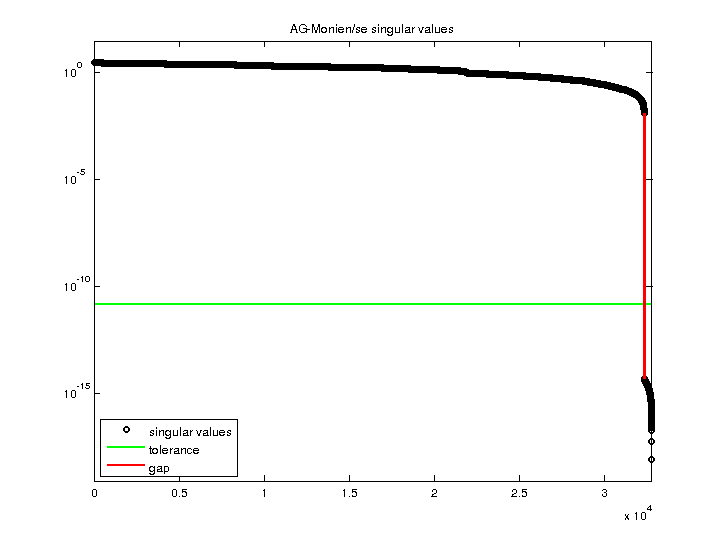 AG-Monien/se singular values
10^0
10^-5
10^-10
10^-15
singular values
tolerance
gap
0 0.5 1 1.5 2 2.5 3
x 10^4